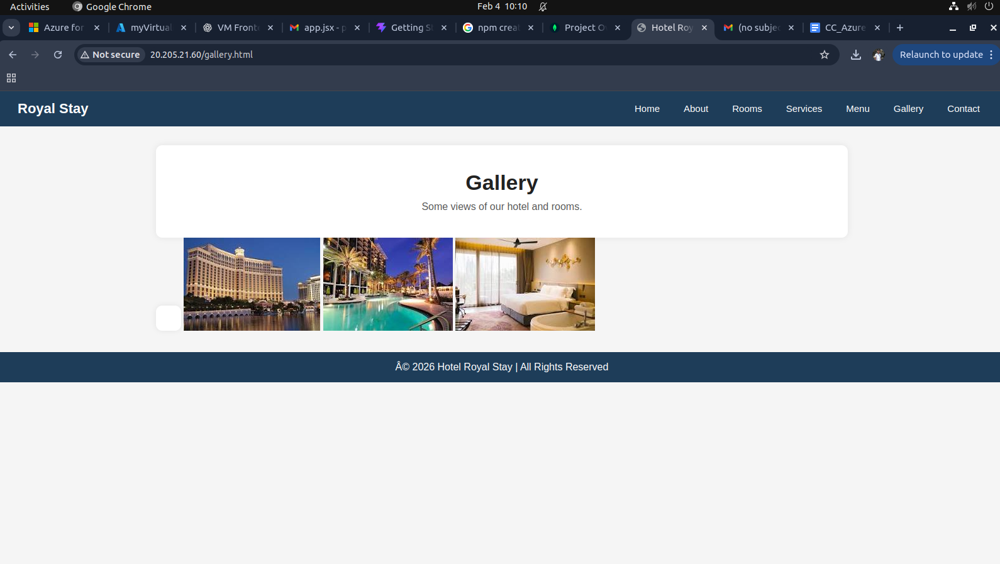 Activities Google Chrome Feb 4 10:10
Azure for myVirtual VM Fronte app.jsx - p Getting St npm creat Project O Hotel Roy (no subje CC_Azure
Not secure 20.205.21.60/gallery.html Relaunch to update
Royal Stay Home About Rooms Services Menu Gallery Contact
Gallery
Some views of our hotel and rooms.
Â© 2026 Hotel Royal Stay | All Rights Reserved